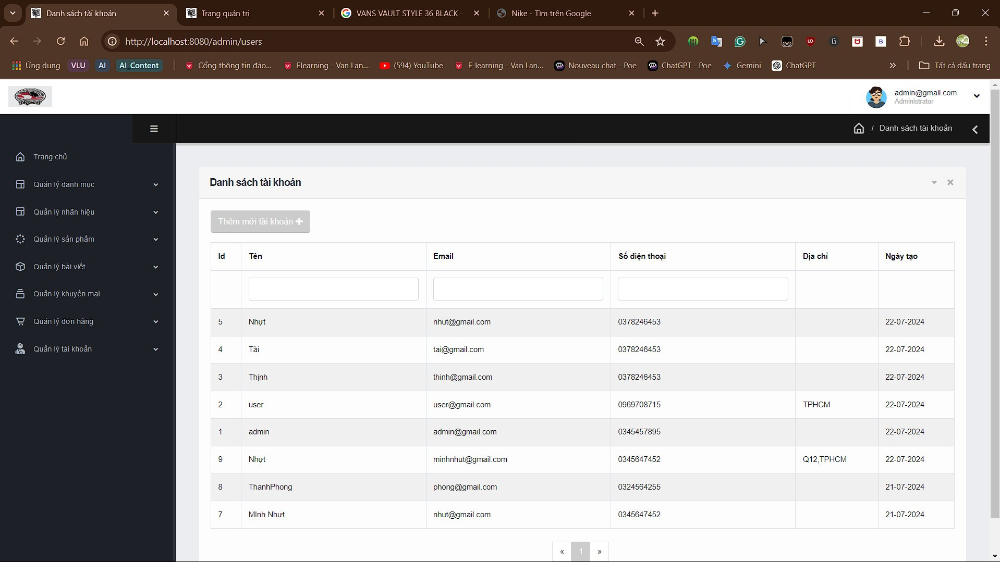 Danh sách tài khoản
Trang quản trị
VANS VAULT STYLE 36 BLACK -
Nike - Tìm trên Google
http://localhost:8080/admin/users
Ứng dụng
VLU
AI
AI_Content
Cổng thông tin đào...
Elearning - Van Lan...
(594) YouTube
E-learning - Van Lan...
Nouveau chat - Poe
ChatGPT - Poe
Gemini
ChatGPT
Tất cả dấu trang
admin@gmail.com
Administrator
/ Danh sách tài khoản
Trang chủ
Quản lý danh mục
Quản lý nhãn hiệu
Quản lý sản phẩm
Quản lý bài viết
Quản lý khuyến mại
Quản lý đơn hàng
Quản lý tài khoản
Danh sách tài khoản
Thêm mới tài khoản
Id Tên Email Số điện thoại Địa chỉ Ngày tạo
5 Nhựt nhut@gmail.com 0378246453 22-07-2024
4 Tài tai@gmail.com 0378246453 22-07-2024
3 Thịnh thinh@gmail.com 0378246453 22-07-2024
2 user user@gmail.com 0969708715 TPHCM 22-07-2024
1 admin admin@gmail.com 0345457895 22-07-2024
9 Nhựt minhnhut@gmail.com 0345647452 Q12,TPHCM 22-07-2024
8 ThanhPhong phong@gmail.com 0324564255 21-07-2024
7 MInh Nhựt nhut@gmail.com 0345647452 21-07-2024
« 1 »